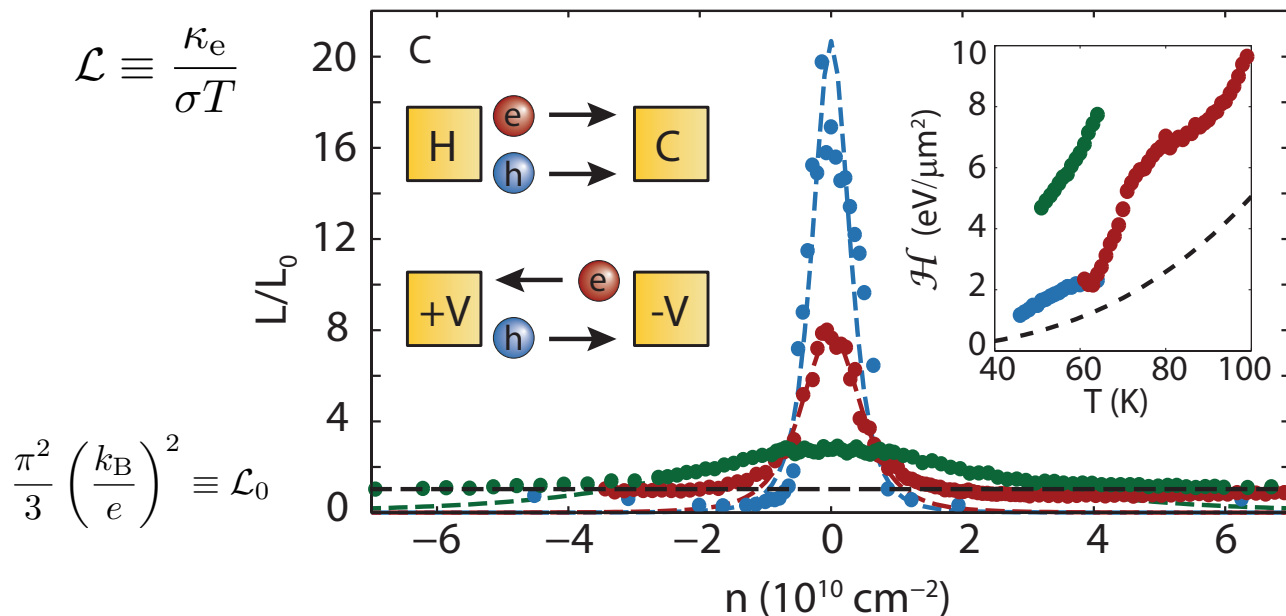 ℒ ≡ κₑ / σT
C
H e h C
+V e h -V
L/L₀
20
16
12
8
4
0
−6 −4 −2 0 2 4 6
n (10¹⁰ cm⁻²)
ℋ (eV/μm²)
10
8
6
4
2
0
40 60 80 100
T (K)
π²/3 (k_B/e)² ≡ ℒ₀